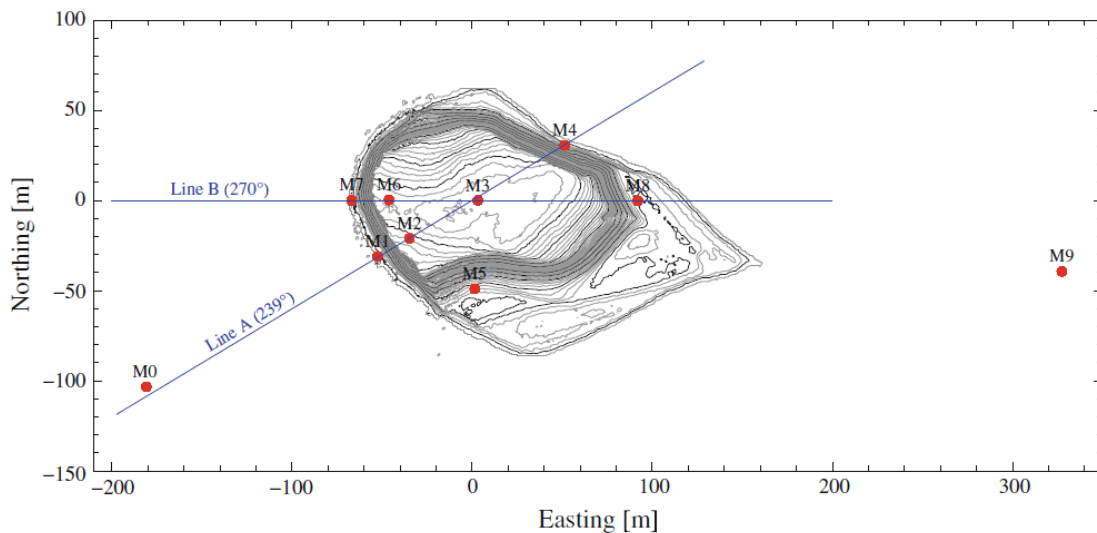 100
50
0
−50
−100
−150
Northing [m]
M4
Line B (270°)
M7
M6
M3
M8
M2
M1
M9
M5
Line A (239°)
M0
−200
−100
0
100
200
300
Easting [m]